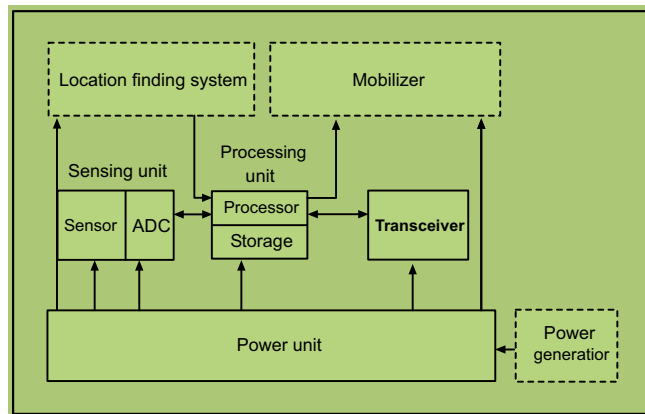 Location finding system
Mobilizer
Processing
unit
Sensing unit
Sensor
ADC
Processor
Storage
Transceiver
Power unit
Power
generatior